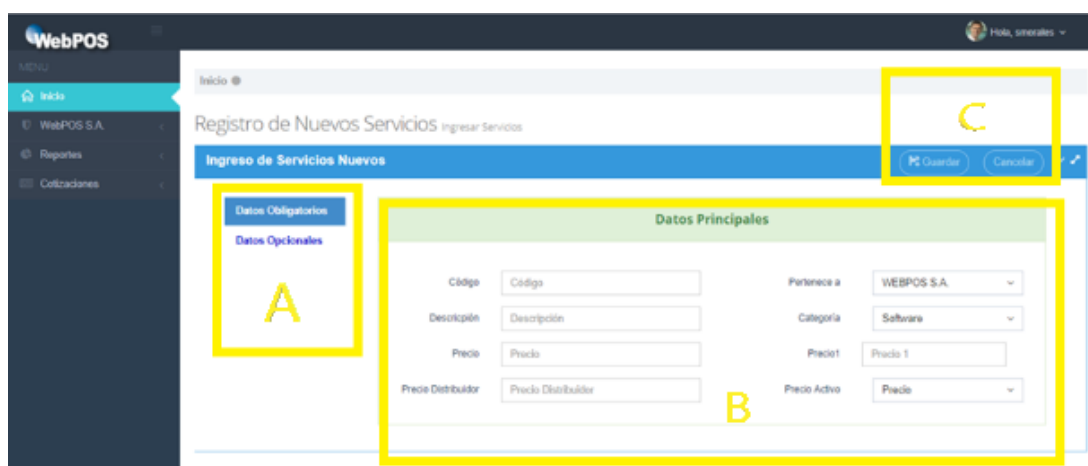 WebPOS
Hola, smorales
MENU
Inicio
WebPOS S.A.
Reportes
Cotizaciones
Inicio
C
Registro de Nuevos Servicios Ingresar Servicios
Ingreso de Servicios Nuevos
Guardar
Cancelar
Datos Obligatorios
Datos Opcionales
A
Datos Principales
Código Código Pertenece a WEBPOS S.A.
Descripción Descripción Categoría Software
Precio Precio Precio1 Precio 1
Precio Distribuidor Precio Distribuidor Precio Activo Precio
B